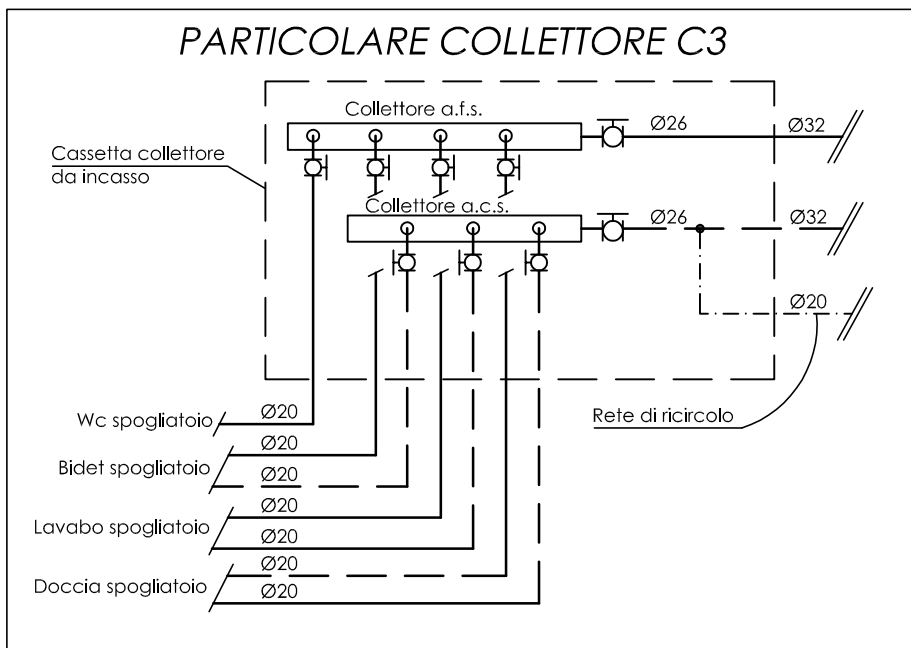 PARTICOLARE COLLETTORE C3
Collettore a.f.s.
Ø26
Ø32
Cassetta collettore
da incasso
Collettore a.c.s.
Ø26
Ø32
Ø20
Rete di ricircolo
Wc spogliatoio
Ø20
Bidet spogliatoio
Ø20
Ø20
Lavabo spogliatoio
Ø20
Ø20
Doccia spogliatoio
Ø20
Ø20